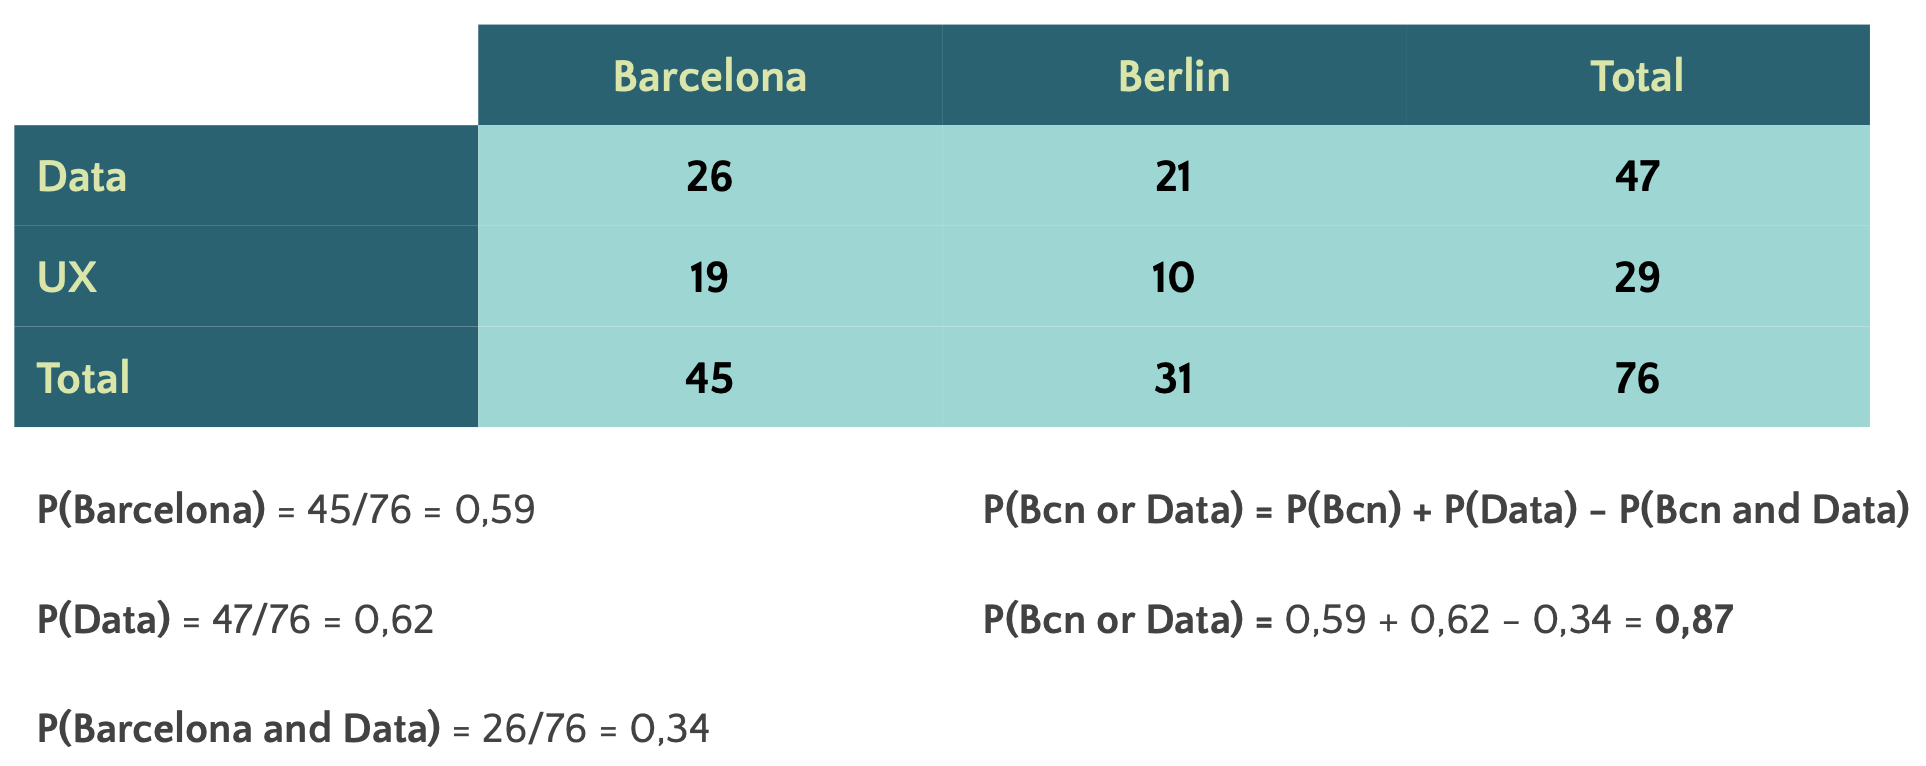 Barcelona Berlin Total
Data 26 21 47
UX 19 10 29
Total 45 31 76
P(Barcelona) = 45/76 = 0,59
P(Data) = 47/76 = 0,62
P(Barcelona and Data) = 26/76 = 0,34
P(Bcn or Data) = P(Bcn) + P(Data) – P(Bcn and Data)
P(Bcn or Data) = 0,59 + 0,62 – 0,34 = 0,87